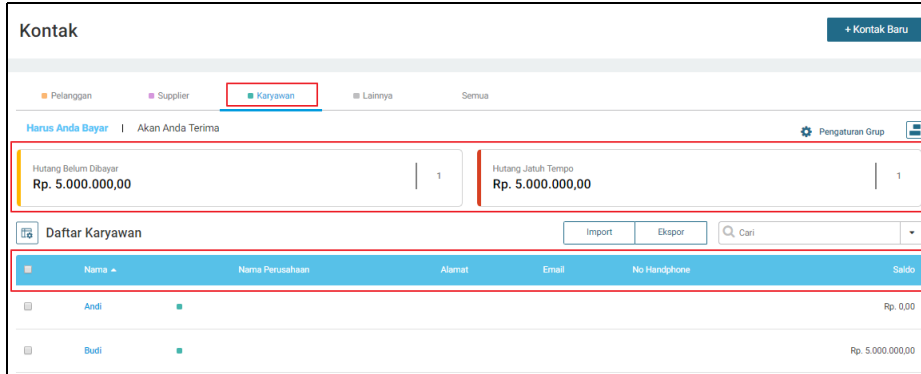 Kontak
+ Kontak Baru
Pelanggan Supplier Karyawan Lainnya Semua
Harus Anda Bayar | Akan Anda Terima Pengaturan Grup
Hutang Belum Dibayar
Rp. 5.000.000,00
1
Hutang Jatuh Tempo
Rp. 5.000.000,00
1
Daftar Karyawan Import Ekspor Cari
Nama Nama Perusahaan Alamat Email No Handphone Saldo
Andi Rp. 0,00
Budi Rp. 5.000.000,00